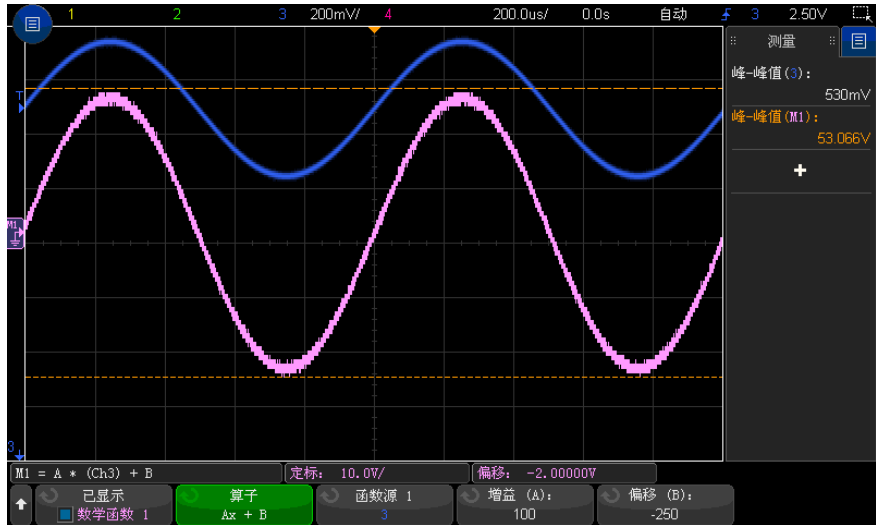 1 2 3 200mV/ 4 200.0us/ 0.0s 自动 3 2.50V
测量
峰-峰值(3):
530mV
峰-峰值(M1):
53.066V
+
T
M1
3
M1 = A * (Ch3) + B 定标: 10.0V/ 偏移: -2.00000V
已显示 算子 函数源 1 增益 (A): 偏移 (B):
数学函数 1 Ax + B 3 100 -250